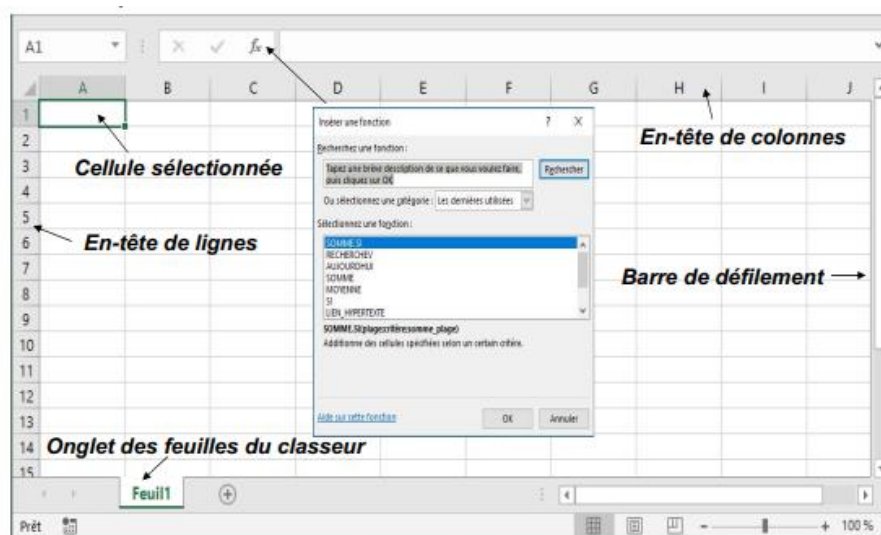 A1 fx
A B C D E F G H I J
1
Insérer une fonction ? X
2
Recherchez une fonction :
En-tête de colonnes
3
Cellule sélectionnée
Tapez une brève description de ce que vous voulez faire, Rechercher
puis cliquez sur OK
4
Ou sélectionnez une catégorie : Les dernières utilisées
5
Sélectionnez une fonction :
6
En-tête de lignes
SOMME.SI
RECHERCHEV
7
AUJOURDHUI
SOMME
Barre de défilement
8
MOYENNE
SI
9
LIEN_HYPERTEXTE
SOMME.SI(plage;critère;somme_plage)
10
Additionne des cellules spécifiées selon un certain critère.
11
12
13
Aide sur cette fonction OK Annuler
14
Onglet des feuilles du classeur
15
Feuil1
Prêt 100 %